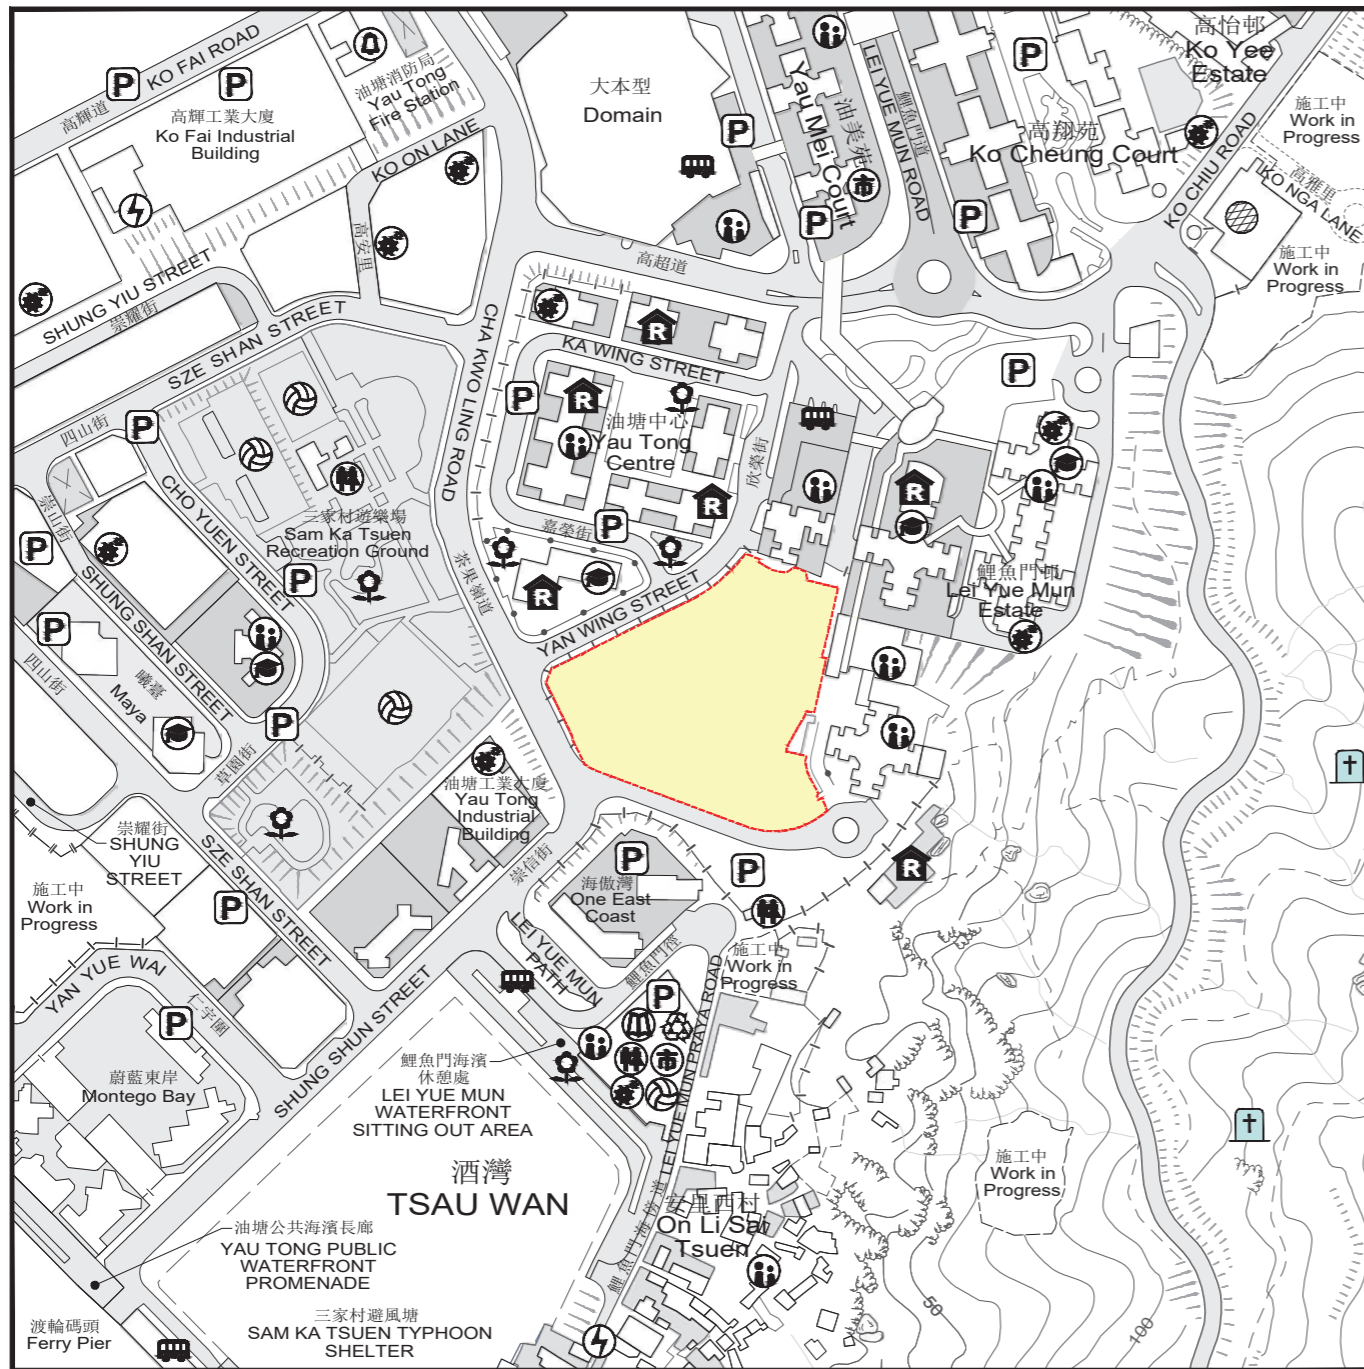 高輝道
KO FAI ROAD
高輝工業大廈
Ko Fai Industrial
Building
油塘消防局
Yau Tong
Fire Station
KO ON LANE
高安里
大本型
Domain
Yau Mei Court
油美苑
LEI YUE MUN ROAD
鯉魚門道
高怡邨
Ko Yee
Estate
高翔苑
Ko Cheung Court
KO CHIU ROAD
施工中
Work in
Progress
高雅里
KO NGA LANE
施工中
Work in
Progress
高超道
SHUNG YIU STREET
崇耀街
SZE SHAN STREET
四山街
CHA KWO LING ROAD
茶果嶺道
KA WING STREET
油塘中心
Yau Tong
Centre
欣榮街
嘉榮街
YAN WING STREET
崇山街
CHO YUEN STREET
三家村遊樂場
Sam Ka Tsuen
Recreation Ground
SHUNG SHAN STREET
四山街
曦臺
Maya
草園街
鯉魚門邨
Lei Yue Mun
Estate
油塘工業大廈
Yau Tong
Industrial
Building
崇信街
崇耀街
SHUNG
YIU
STREET
SZE SHAN STREET
施工中
Work in
Progress
海傲灣
One East
Coast
LEI YUE MUN
PATH
鯉魚門徑
施工中
Work in
Progress
YAN YUE WAI
仁宇圍
SHUNG SHUN STREET
LEI YUE MUN PRAYA ROAD
鯉魚門海傍道
蔚藍東岸
Montego Bay
鯉魚門海濱
休憩處
LEI YUE MUN
WATERFRONT
SITTING OUT AREA
酒灣
TSAU WAN
施工中
Work in
Progress
安里西村
On Li Sai
Tsuen
油塘公共海濱長廊
YAU TONG PUBLIC
WATERFRONT
PROMENADE
三家村避風塘
SAM KA TSUEN TYPHOON
SHELTER
渡輪碼頭
Ferry Pier
50
100